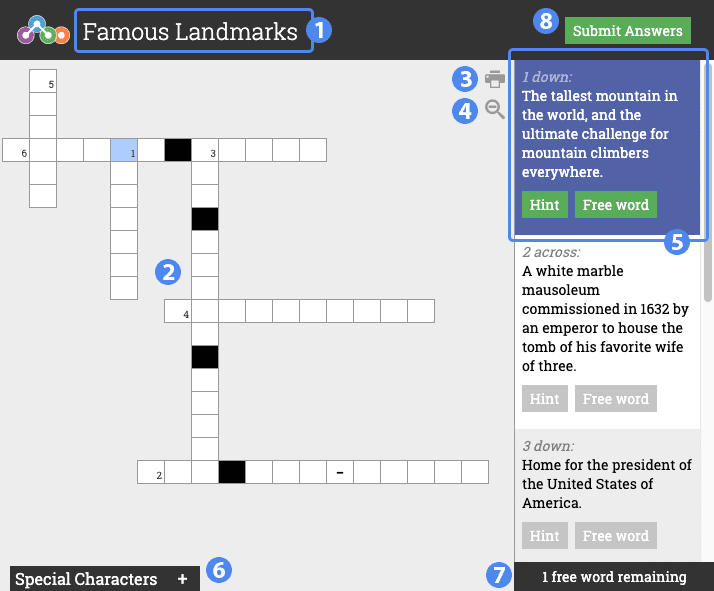 Famous Landmarks
1
8
Submit Answers
5
3
4
6
1
3
2
4
2
-
1 down:
The tallest mountain in
the world, and the
ultimate challenge for
mountain climbers
everywhere.
Hint
Free word
5
2 across:
A white marble
mausoleum
commissioned in 1632 by
an emperor to house the
tomb of his favorite wife
of three.
Hint
Free word
3 down:
Home for the president of
the United States of
America.
Hint
Free word
Special Characters +
6
7
1 free word remaining